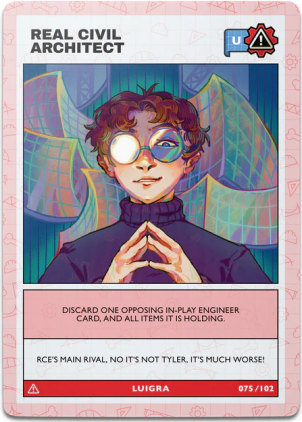 REAL CIVIL
ARCHITECT
U
DISCARD ONE OPPOSING IN-PLAY ENGINEER
CARD, AND ALL ITEMS IT IS HOLDING.
RCE'S MAIN RIVAL, NO IT'S NOT TYLER, IT'S MUCH WORSE!
LUIGRA
075 /102